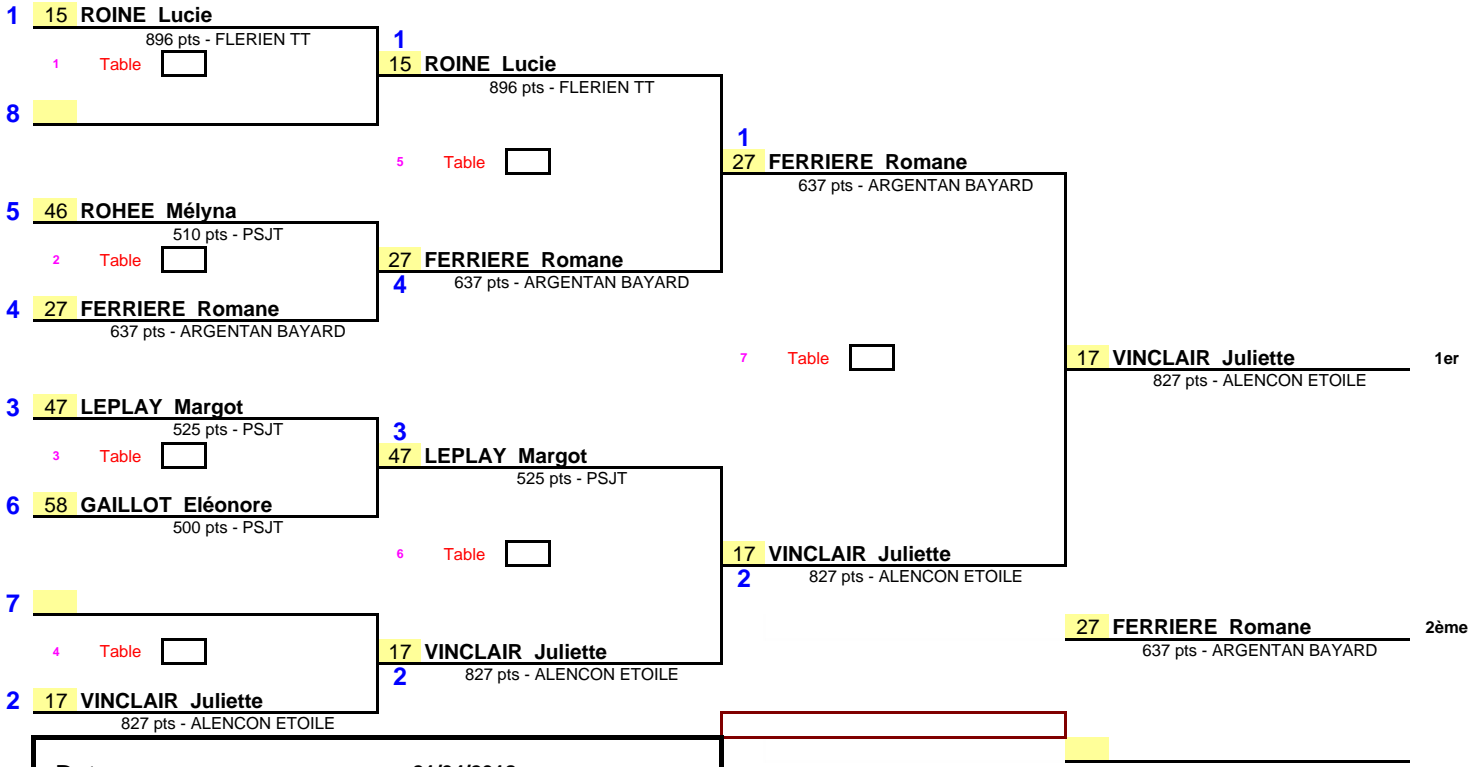 1 15 ROINE Lucie
896 pts - FLERIEN TT
1 Table
8
5 46 ROHEE Mélyna
510 pts - PSJT
2 Table
4 27 FERRIERE Romane
637 pts - ARGENTAN BAYARD
3 47 LEPLAY Margot
525 pts - PSJT
3 Table
6 58 GAILLOT Eléonore
500 pts - PSJT
7
4 Table
2 17 VINCLAIR Juliette
827 pts - ALENCON ETOILE
1
15 ROINE Lucie
896 pts - FLERIEN TT
5 Table
27 FERRIERE Romane
4 637 pts - ARGENTAN BAYARD
3
47 LEPLAY Margot
525 pts - PSJT
6 Table
17 VINCLAIR Juliette
2 827 pts - ALENCON ETOILE
1
27 FERRIERE Romane
637 pts - ARGENTAN BAYARD
7 Table
17 VINCLAIR Juliette
2 827 pts - ALENCON ETOILE
17 VINCLAIR Juliette 1er
827 pts - ALENCON ETOILE
27 FERRIERE Romane 2ème
637 pts - ARGENTAN BAYARD